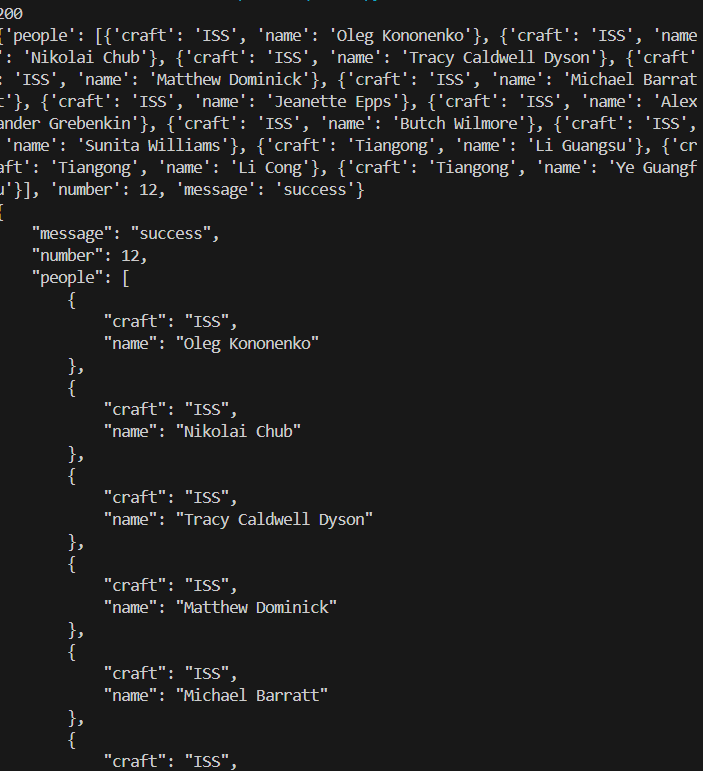 200
{'people': [{'craft': 'ISS', 'name': 'Oleg Kononenko'}, {'craft': 'ISS', 'name
': 'Nikolai Chub'}, {'craft': 'ISS', 'name': 'Tracy Caldwell Dyson'}, {'craft'
: 'ISS', 'name': 'Matthew Dominick'}, {'craft': 'ISS', 'name': 'Michael Barrat
t'}, {'craft': 'ISS', 'name': 'Jeanette Epps'}, {'craft': 'ISS', 'name': 'Alex
ander Grebenkin'}, {'craft': 'ISS', 'name': 'Butch Wilmore'}, {'craft': 'ISS',
 'name': 'Sunita Williams'}, {'craft': 'Tiangong', 'name': 'Li Guangsu'}, {'cr
aft': 'Tiangong', 'name': 'Li Cong'}, {'craft': 'Tiangong', 'name': 'Ye Guangf
u'}], 'number': 12, 'message': 'success'}
{
    "message": "success",
    "number": 12,
    "people": [
        {
            "craft": "ISS",
            "name": "Oleg Kononenko"
        },
        {
            "craft": "ISS",
            "name": "Nikolai Chub"
        },
        {
            "craft": "ISS",
            "name": "Tracy Caldwell Dyson"
        },
        {
            "craft": "ISS",
            "name": "Matthew Dominick"
        },
        {
            "craft": "ISS",
            "name": "Michael Barratt"
        },
        {
            "craft": "ISS",